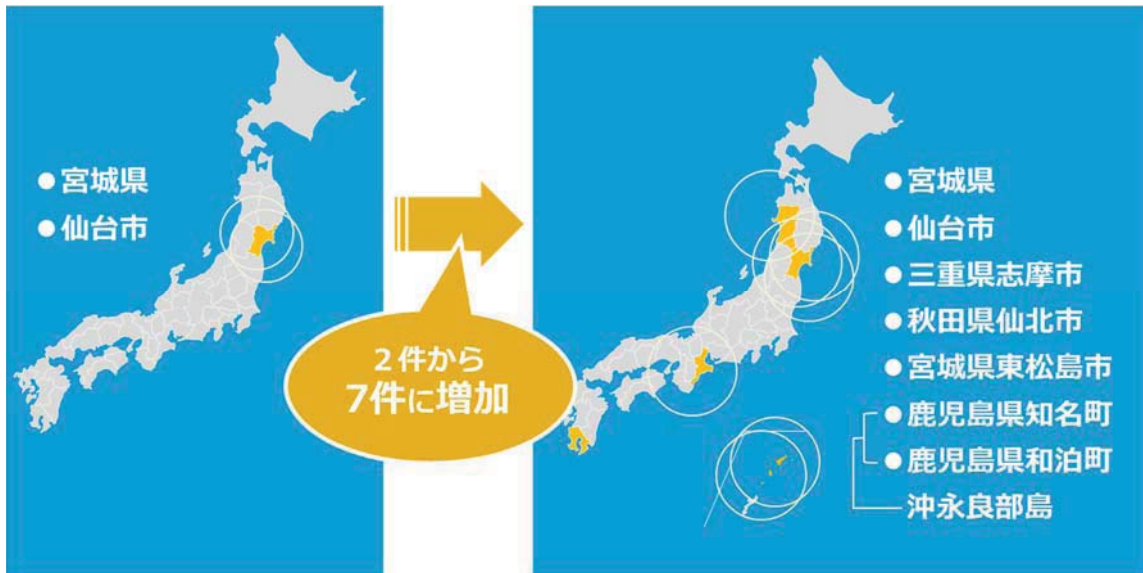 ●宮城県
●仙台市
２件から
7件に増加
●宮城県
●仙台市
●三重県志摩市
●秋田県仙北市
●宮城県東松島市
●鹿児島県知名町
●鹿児島県和泊町
沖永良部島